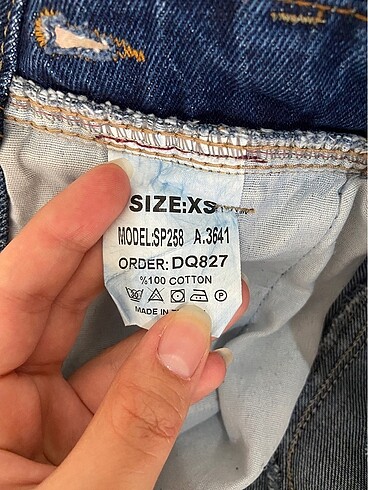 SIZE:XS
MODEL:SP258 A.3641
ORDER:DQ827
%100 COTTON
MADE IN